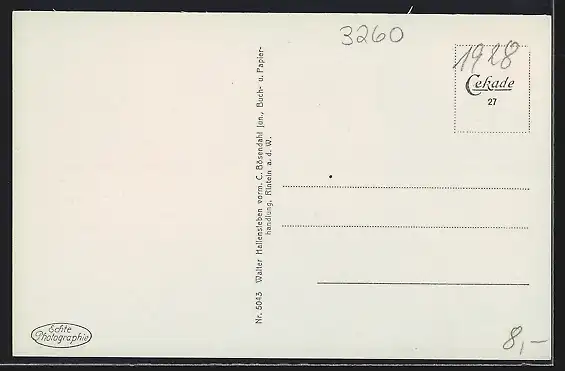 3260
1928
Cekade
27
Nr. 5043 Walter Hallensleben vorm. C. Bösendahl jun., Buch- u. Papier-
handlung, Rinteln a. d. W.
Echte
Photographie
8,-